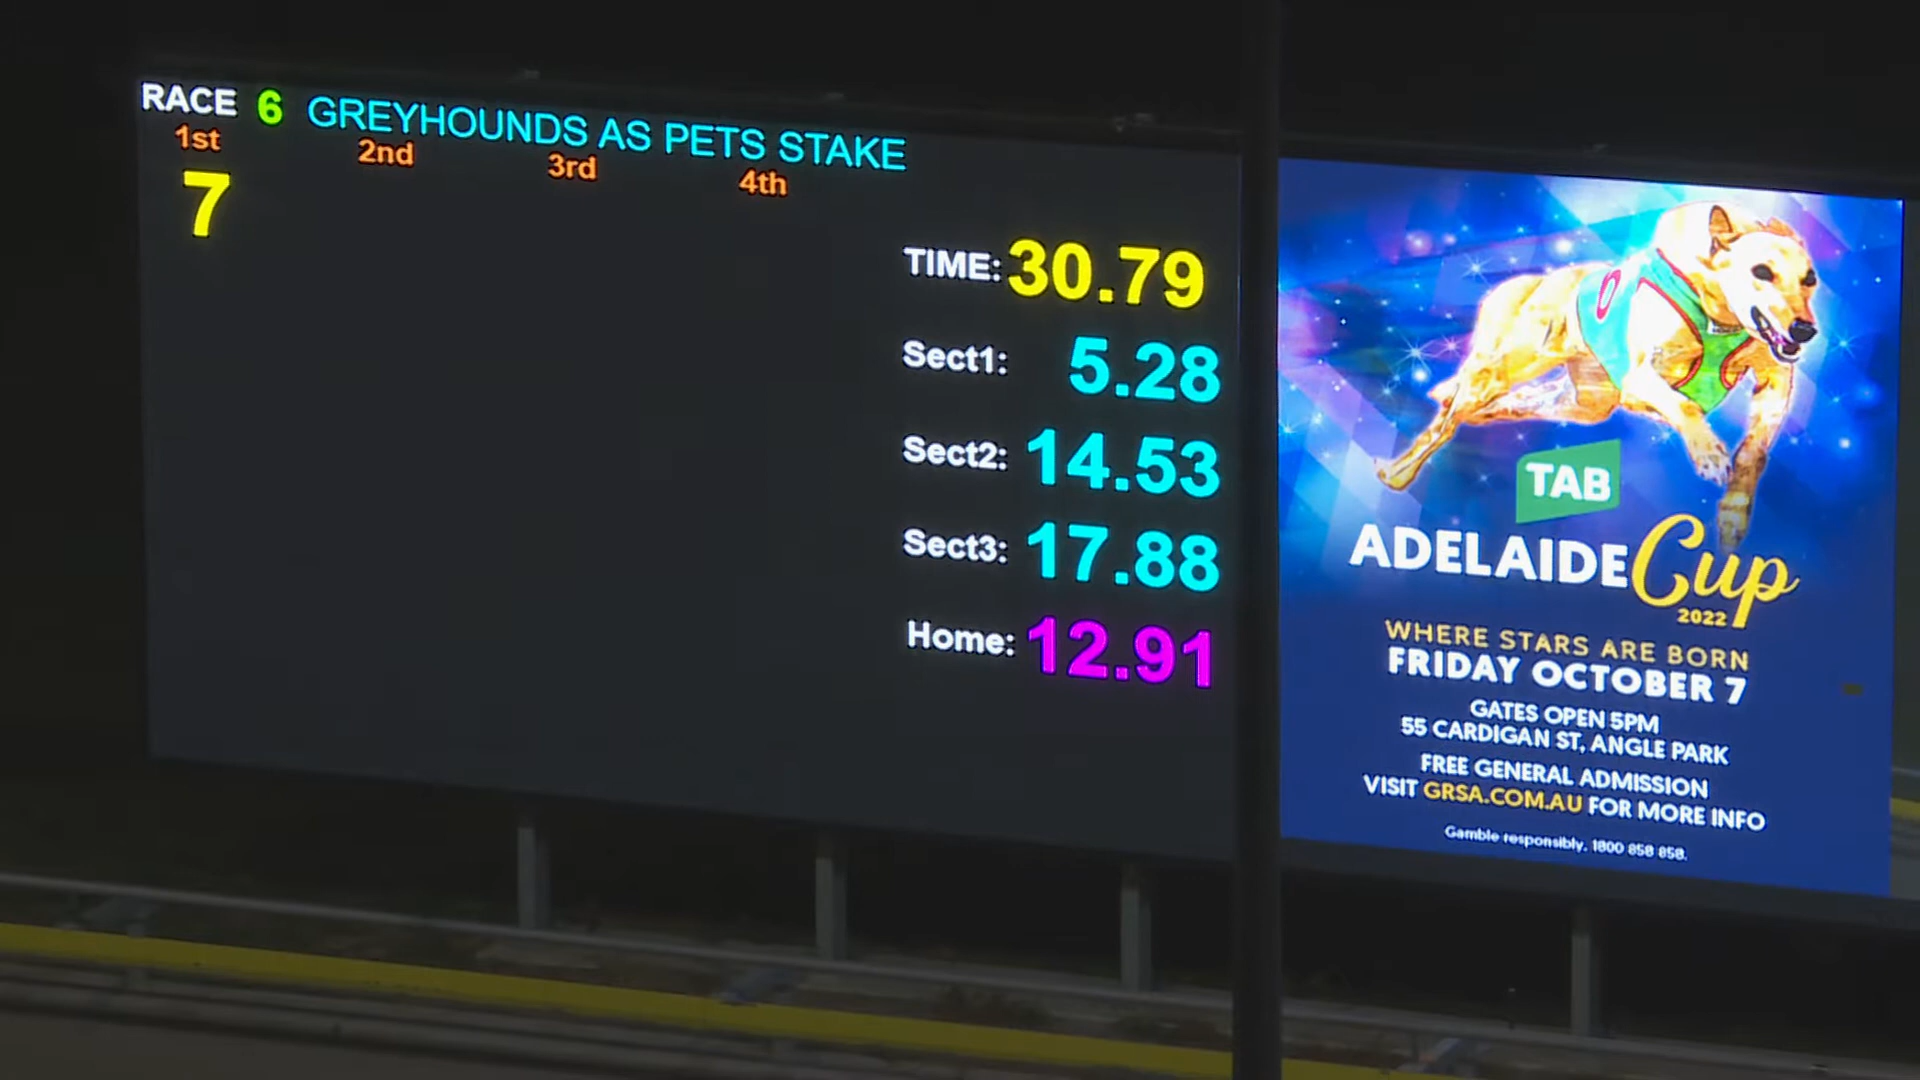 RACE 6 GREYHOUNDS AS PETS STAKE
1st 2nd 3rd 4th
7
TIME: 30.79
Sect1: 5.28
Sect2: 14.53
Sect3: 17.88
Home: 12.91
TAB
ADELAIDE Cup
2022
WHERE STARS ARE BORN
FRIDAY OCTOBER 7
GATES OPEN 5PM
55 CARDIGAN ST, ANGLE PARK
FREE GENERAL ADMISSION
VISIT GRSA.COM.AU FOR MORE INFO
Gamble responsibly. 1800 858 858.